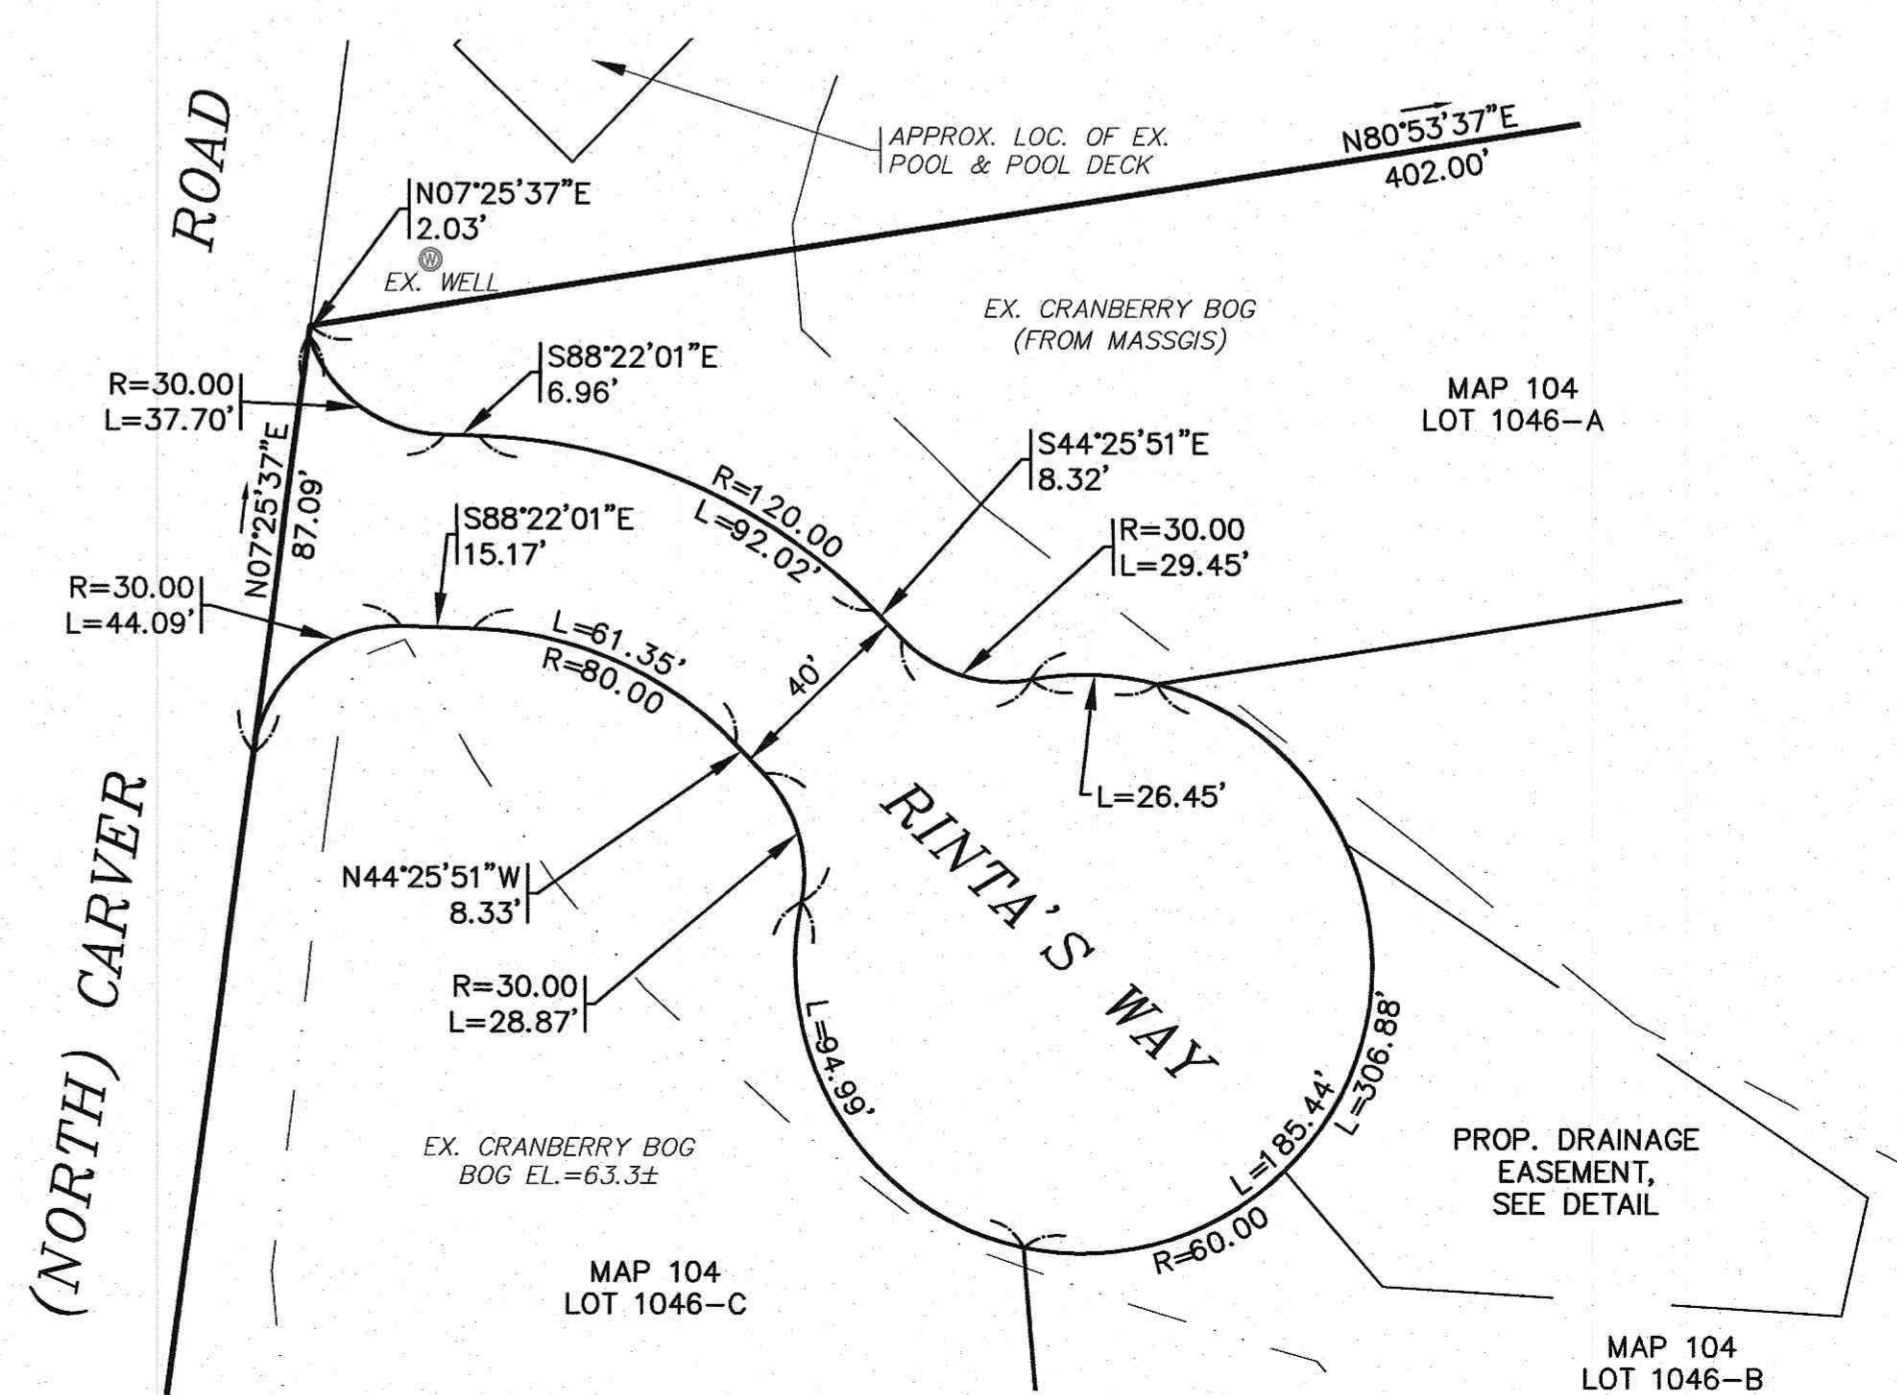 ROAD
N07°25'37"E
2.03'
W
EX. WELL
APPROX. LOC. OF EX.
POOL & POOL DECK
N80°53'37"E
402.00'
EX. CRANBERRY BOG
(FROM MASSGIS)
MAP 104
LOT 1046-A
R=30.00
L=37.70'
S88°22'01"E
6.96'
N07°25'37"E
87.09'
R=120.00
L=92.02'
S44°25'51"E
8.32'
R=30.00
L=29.45'
S88°22'01"E
15.17'
R=30.00
L=44.09'
L=61.35'
R=80.00
40'
L=26.45'
N44°25'51"W
8.33'
R=30.00
L=28.87'
RINTA'S WAY
(NORTH) CARVER
L=94.99'
L=306.88'
L=185.44'
R=60.00
EX. CRANBERRY BOG
BOG EL.=63.3±
PROP. DRAINAGE
EASEMENT,
SEE DETAIL
MAP 104
LOT 1046-C
MAP 104
LOT 1046-B